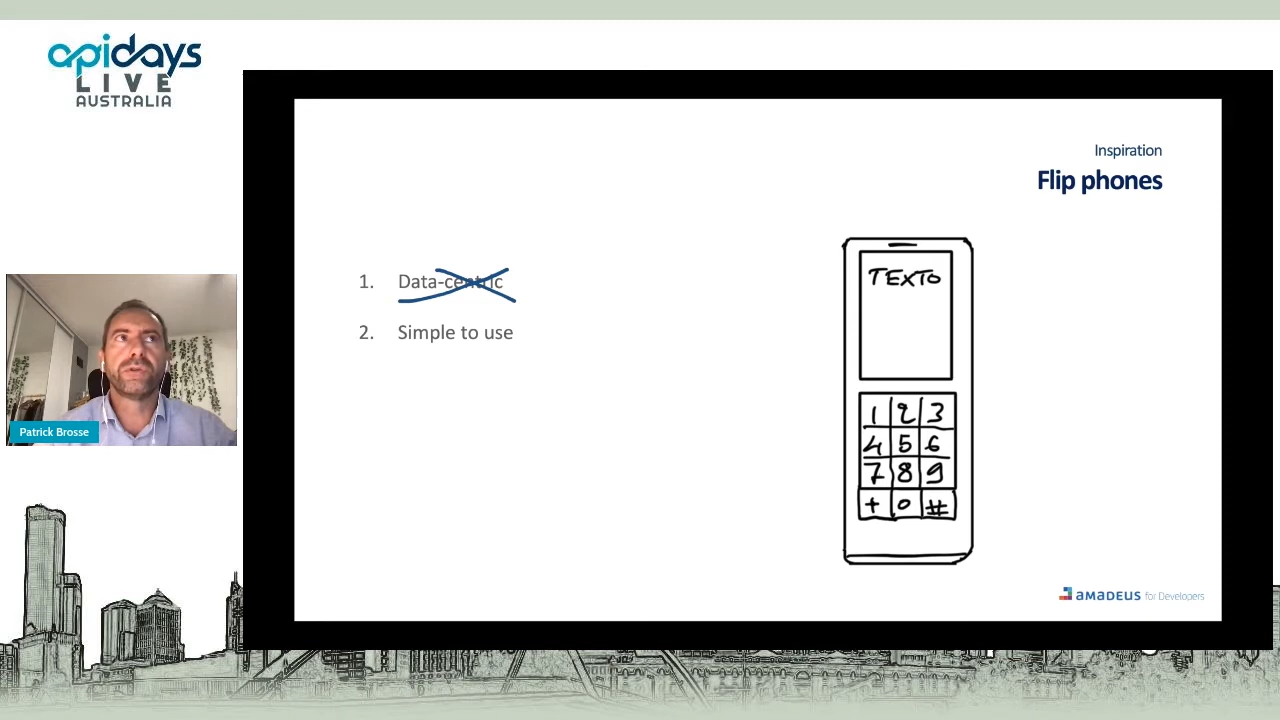 apidays
LIVE
AUSTRALIA
Inspiration
Flip phones
1. Data-centric
2. Simple to use
TEXTO
1 2 3
4 5 6
7 8 9
+ 0 #
Patrick Brosse
amadeus for Developers